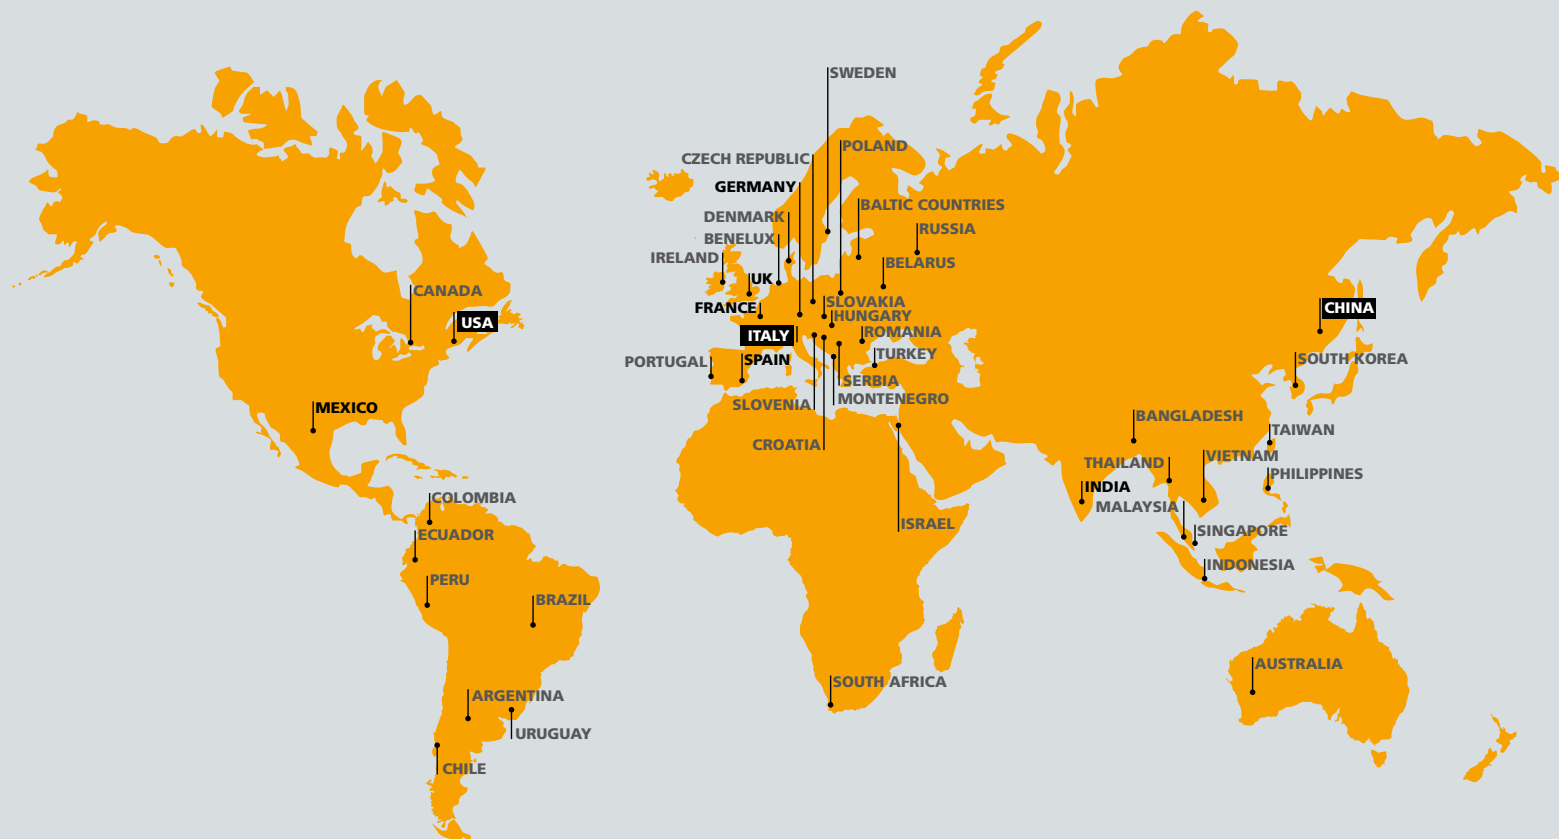 SWEDEN
POLAND
CZECH REPUBLIC
GERMANY
BALTIC COUNTRIES
DENMARK
RUSSIA
BENELUX
IRELAND
BELARUS
UK
CANADA
SLOVAKIA
FRANCE
CHINA
HUNGARY
USA
ROMANIA
ITALY
TURKEY
SOUTH KOREA
PORTUGAL
SPAIN
SERBIA
MONTENEGRO
SLOVENIA
MEXICO
BANGLADESH
TAIWAN
CROATIA
VIETNAM
THAILAND
PHILIPPINES
INDIA
COLOMBIA
MALAYSIA
ISRAEL
SINGAPORE
ECUADOR
INDONESIA
PERU
BRAZIL
AUSTRALIA
SOUTH AFRICA
ARGENTINA
URUGUAY
CHILE